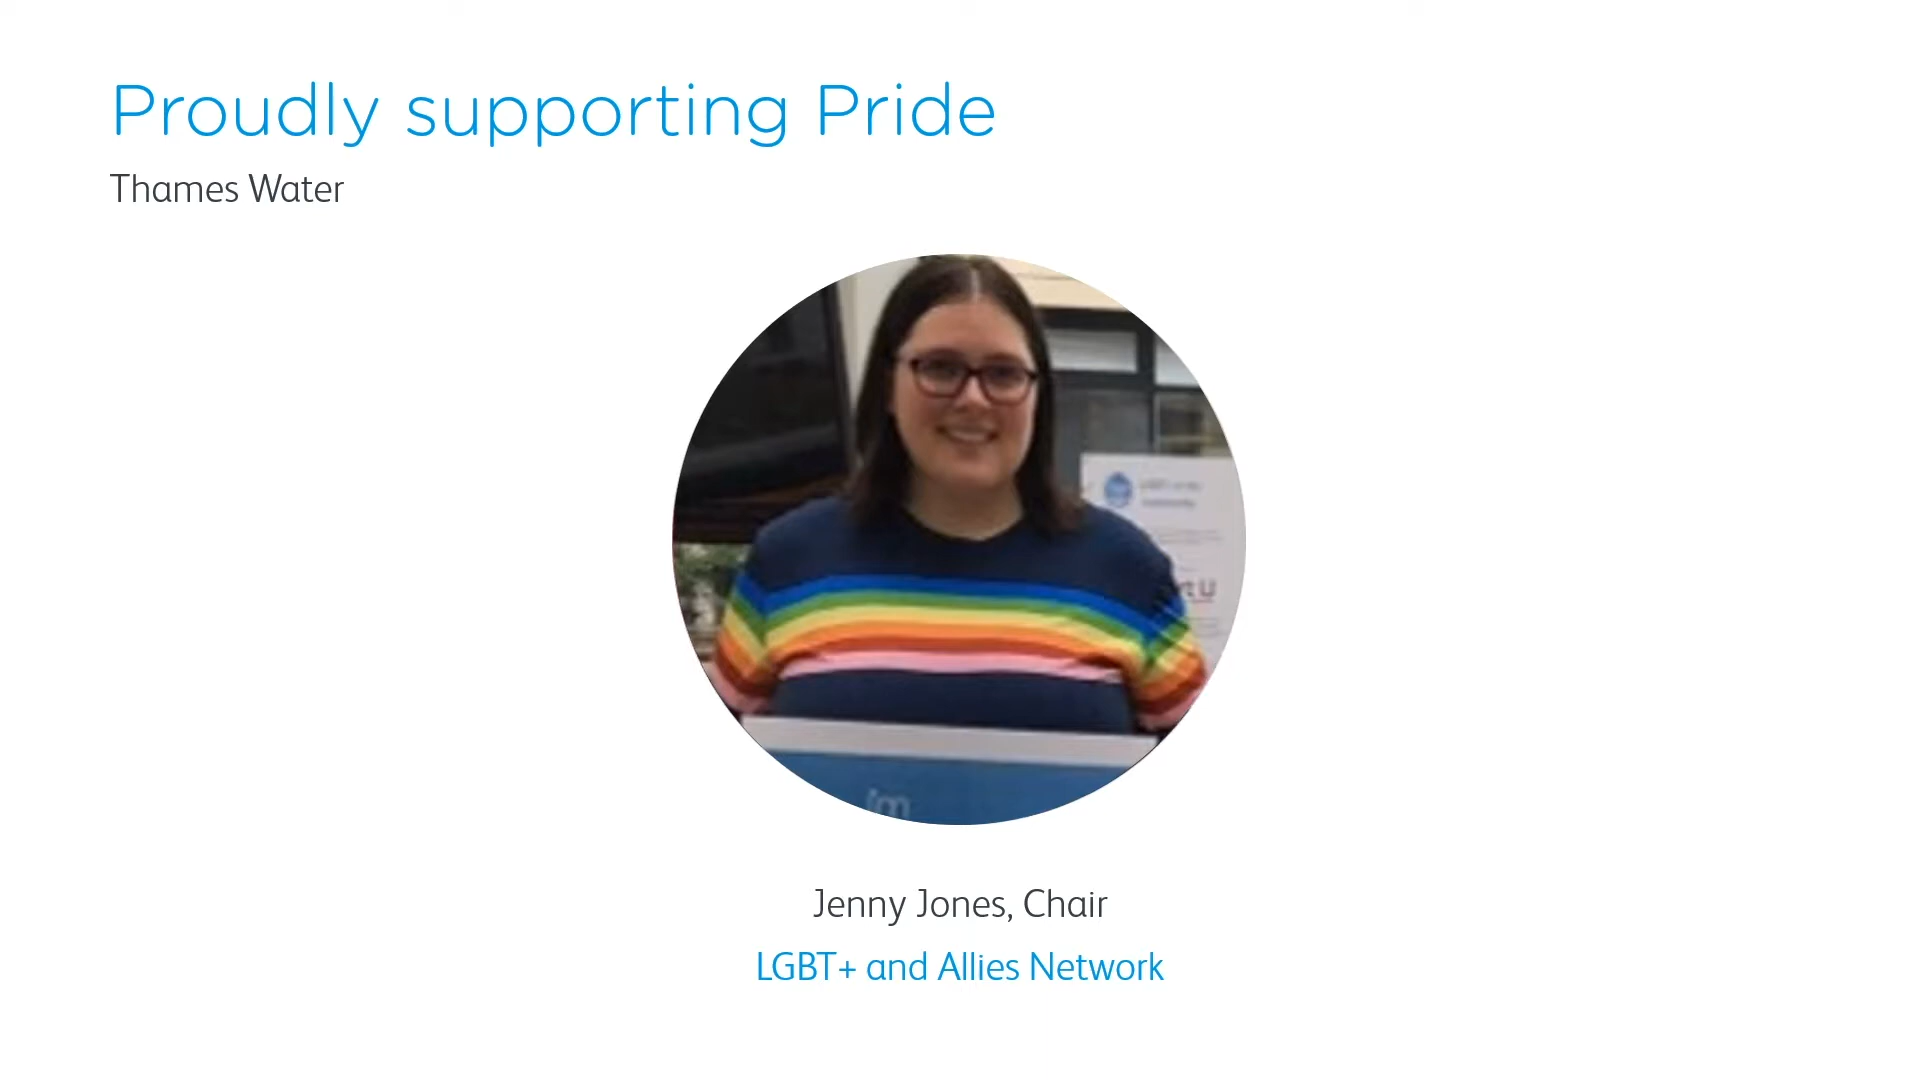 Proudly supporting Pride
Thames Water
I'm
Jenny Jones, Chair
LGBT+ and Allies Network